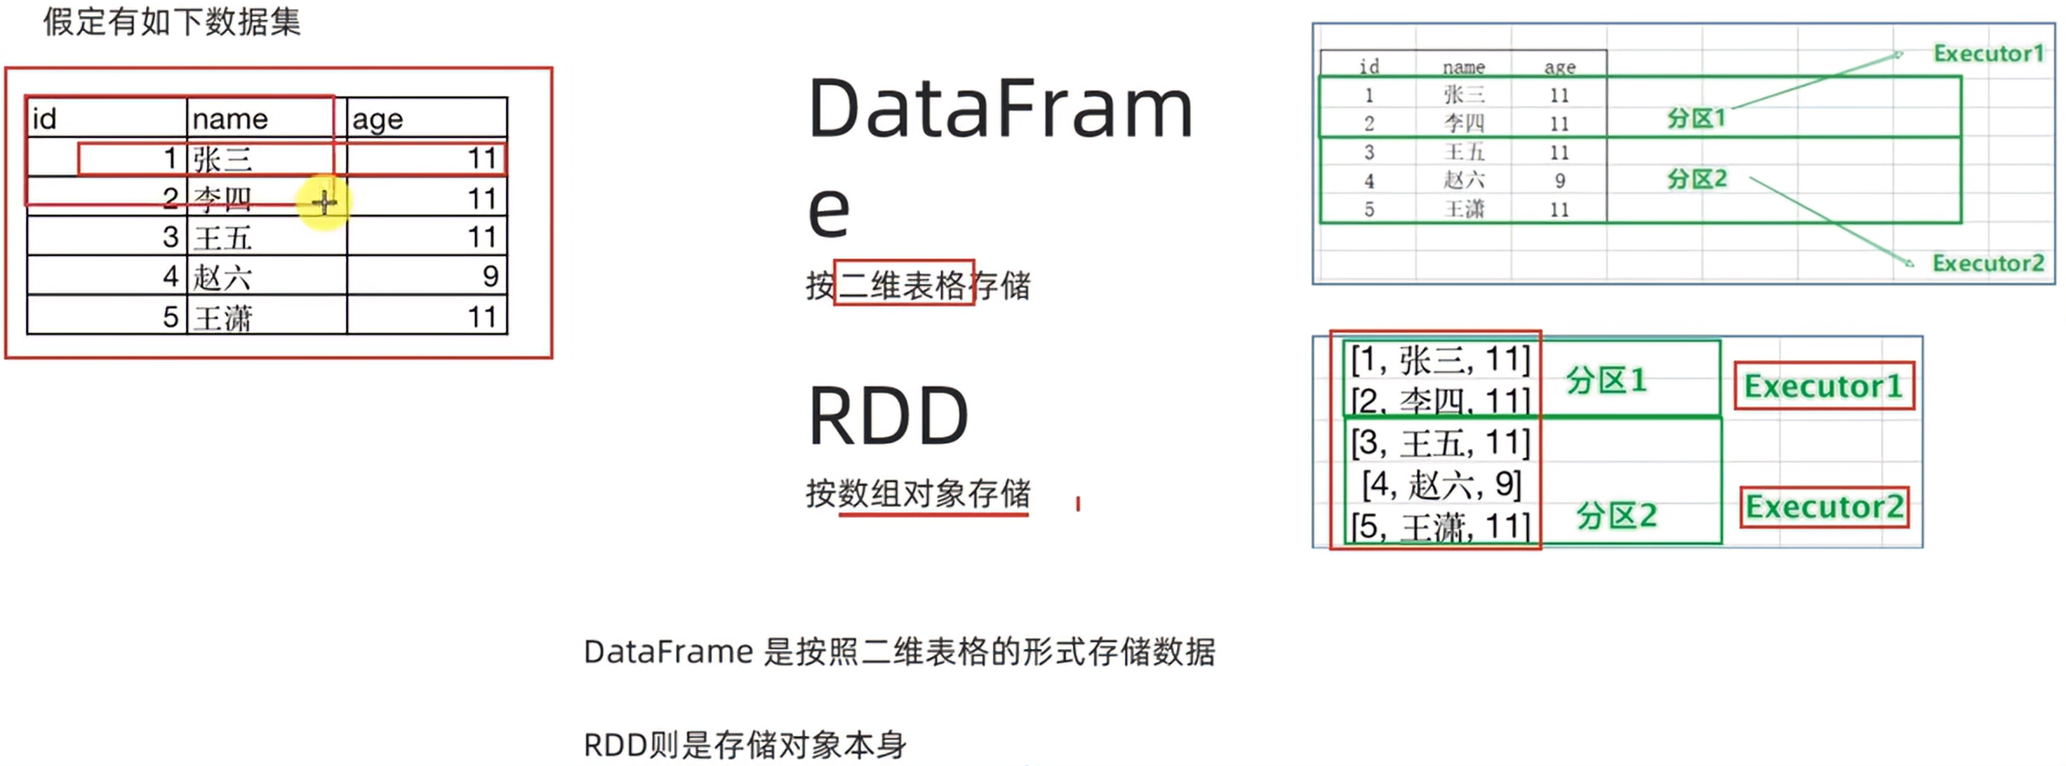 假定有如下数据集
id name age
1 张三 11
2 李四 11
3 王五 11
4 赵六 9
5 王潇 11
DataFram
e
按二维表格存储
RDD
按数组对象存储
id name age
1 张三 11
2 李四 11
3 王五 11
4 赵六 9
5 王潇 11
分区1
分区2
Executor1
Executor2
[1, 张三, 11]
[2, 李四, 11]
[3, 王五, 11]
[4, 赵六, 9]
[5, 王潇, 11]
分区1
分区2
Executor1
Executor2
DataFrame 是按照二维表格的形式存储数据
RDD则是存储对象本身